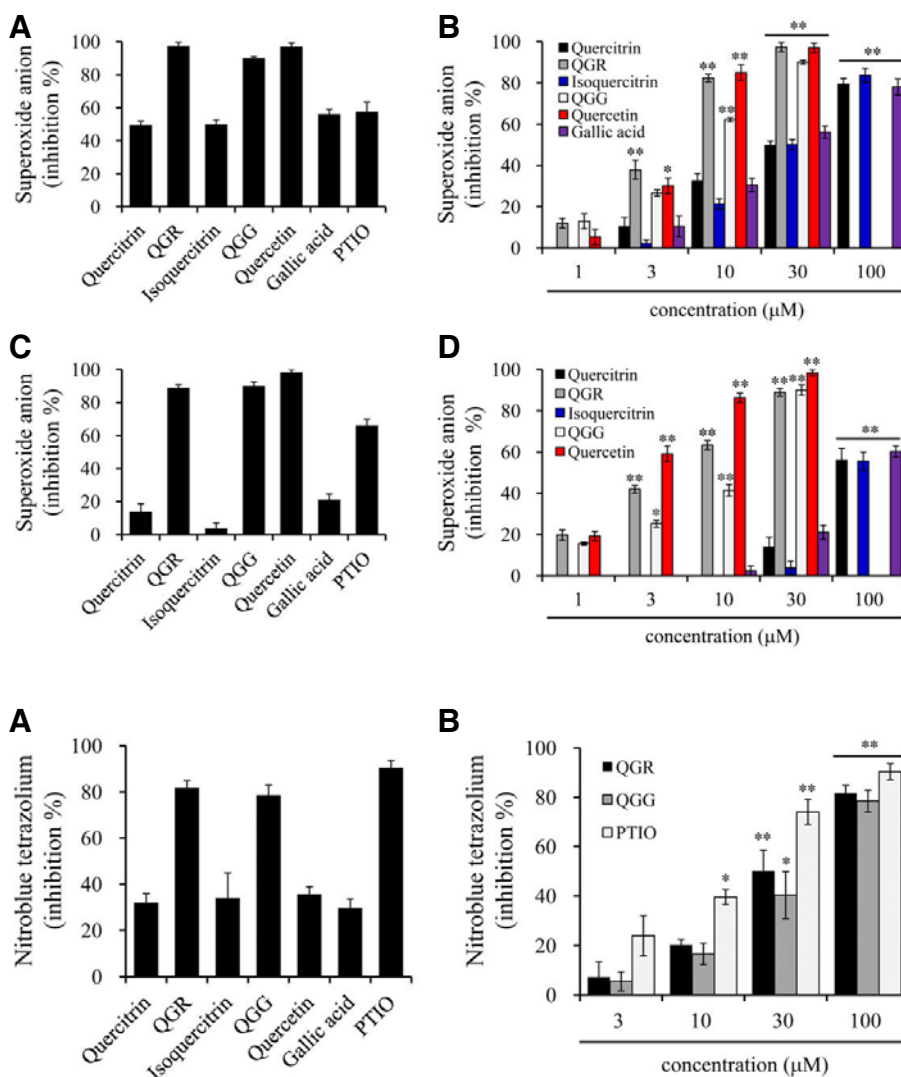 A
Superoxide anion
(inhibition %)
100
80
60
40
20
0
Quercitrin
QGR
Isoquercitrin
QGG
Quercetin
Gallic acid
PTIO
B
Superoxide anion
(inhibition %)
100
80
60
40
20
0
Quercitrin
QGR
Isoquercitrin
QGG
Quercetin
Gallic acid
**
*
**
**
**
**
**
1 3 10 30 100
concentration (μM)
C
Superoxide anion
(inhibition %)
100
80
60
40
20
0
Quercitrin
QGR
Isoquercitrin
QGG
Quercetin
Gallic acid
PTIO
D
Superoxide anion
(inhibition %)
100
80
60
40
20
0
Quercitrin
QGR
Isoquercitrin
QGG
Quercetin
**
*
**
**
**
**
**
**
**
**
1 3 10 30 100
concentration (μM)
A
Nitroblue tetrazolium
(inhibition %)
100
80
60
40
20
0
Quercitrin
QGR
Isoquercitrin
QGG
Quercetin
Gallic acid
PTIO
B
Nitroblue tetrazolium
(inhibition %)
100
80
60
40
20
0
QGR
QGG
PTIO
*
**
*
**
**
3 10 30 100
concentration (μM)